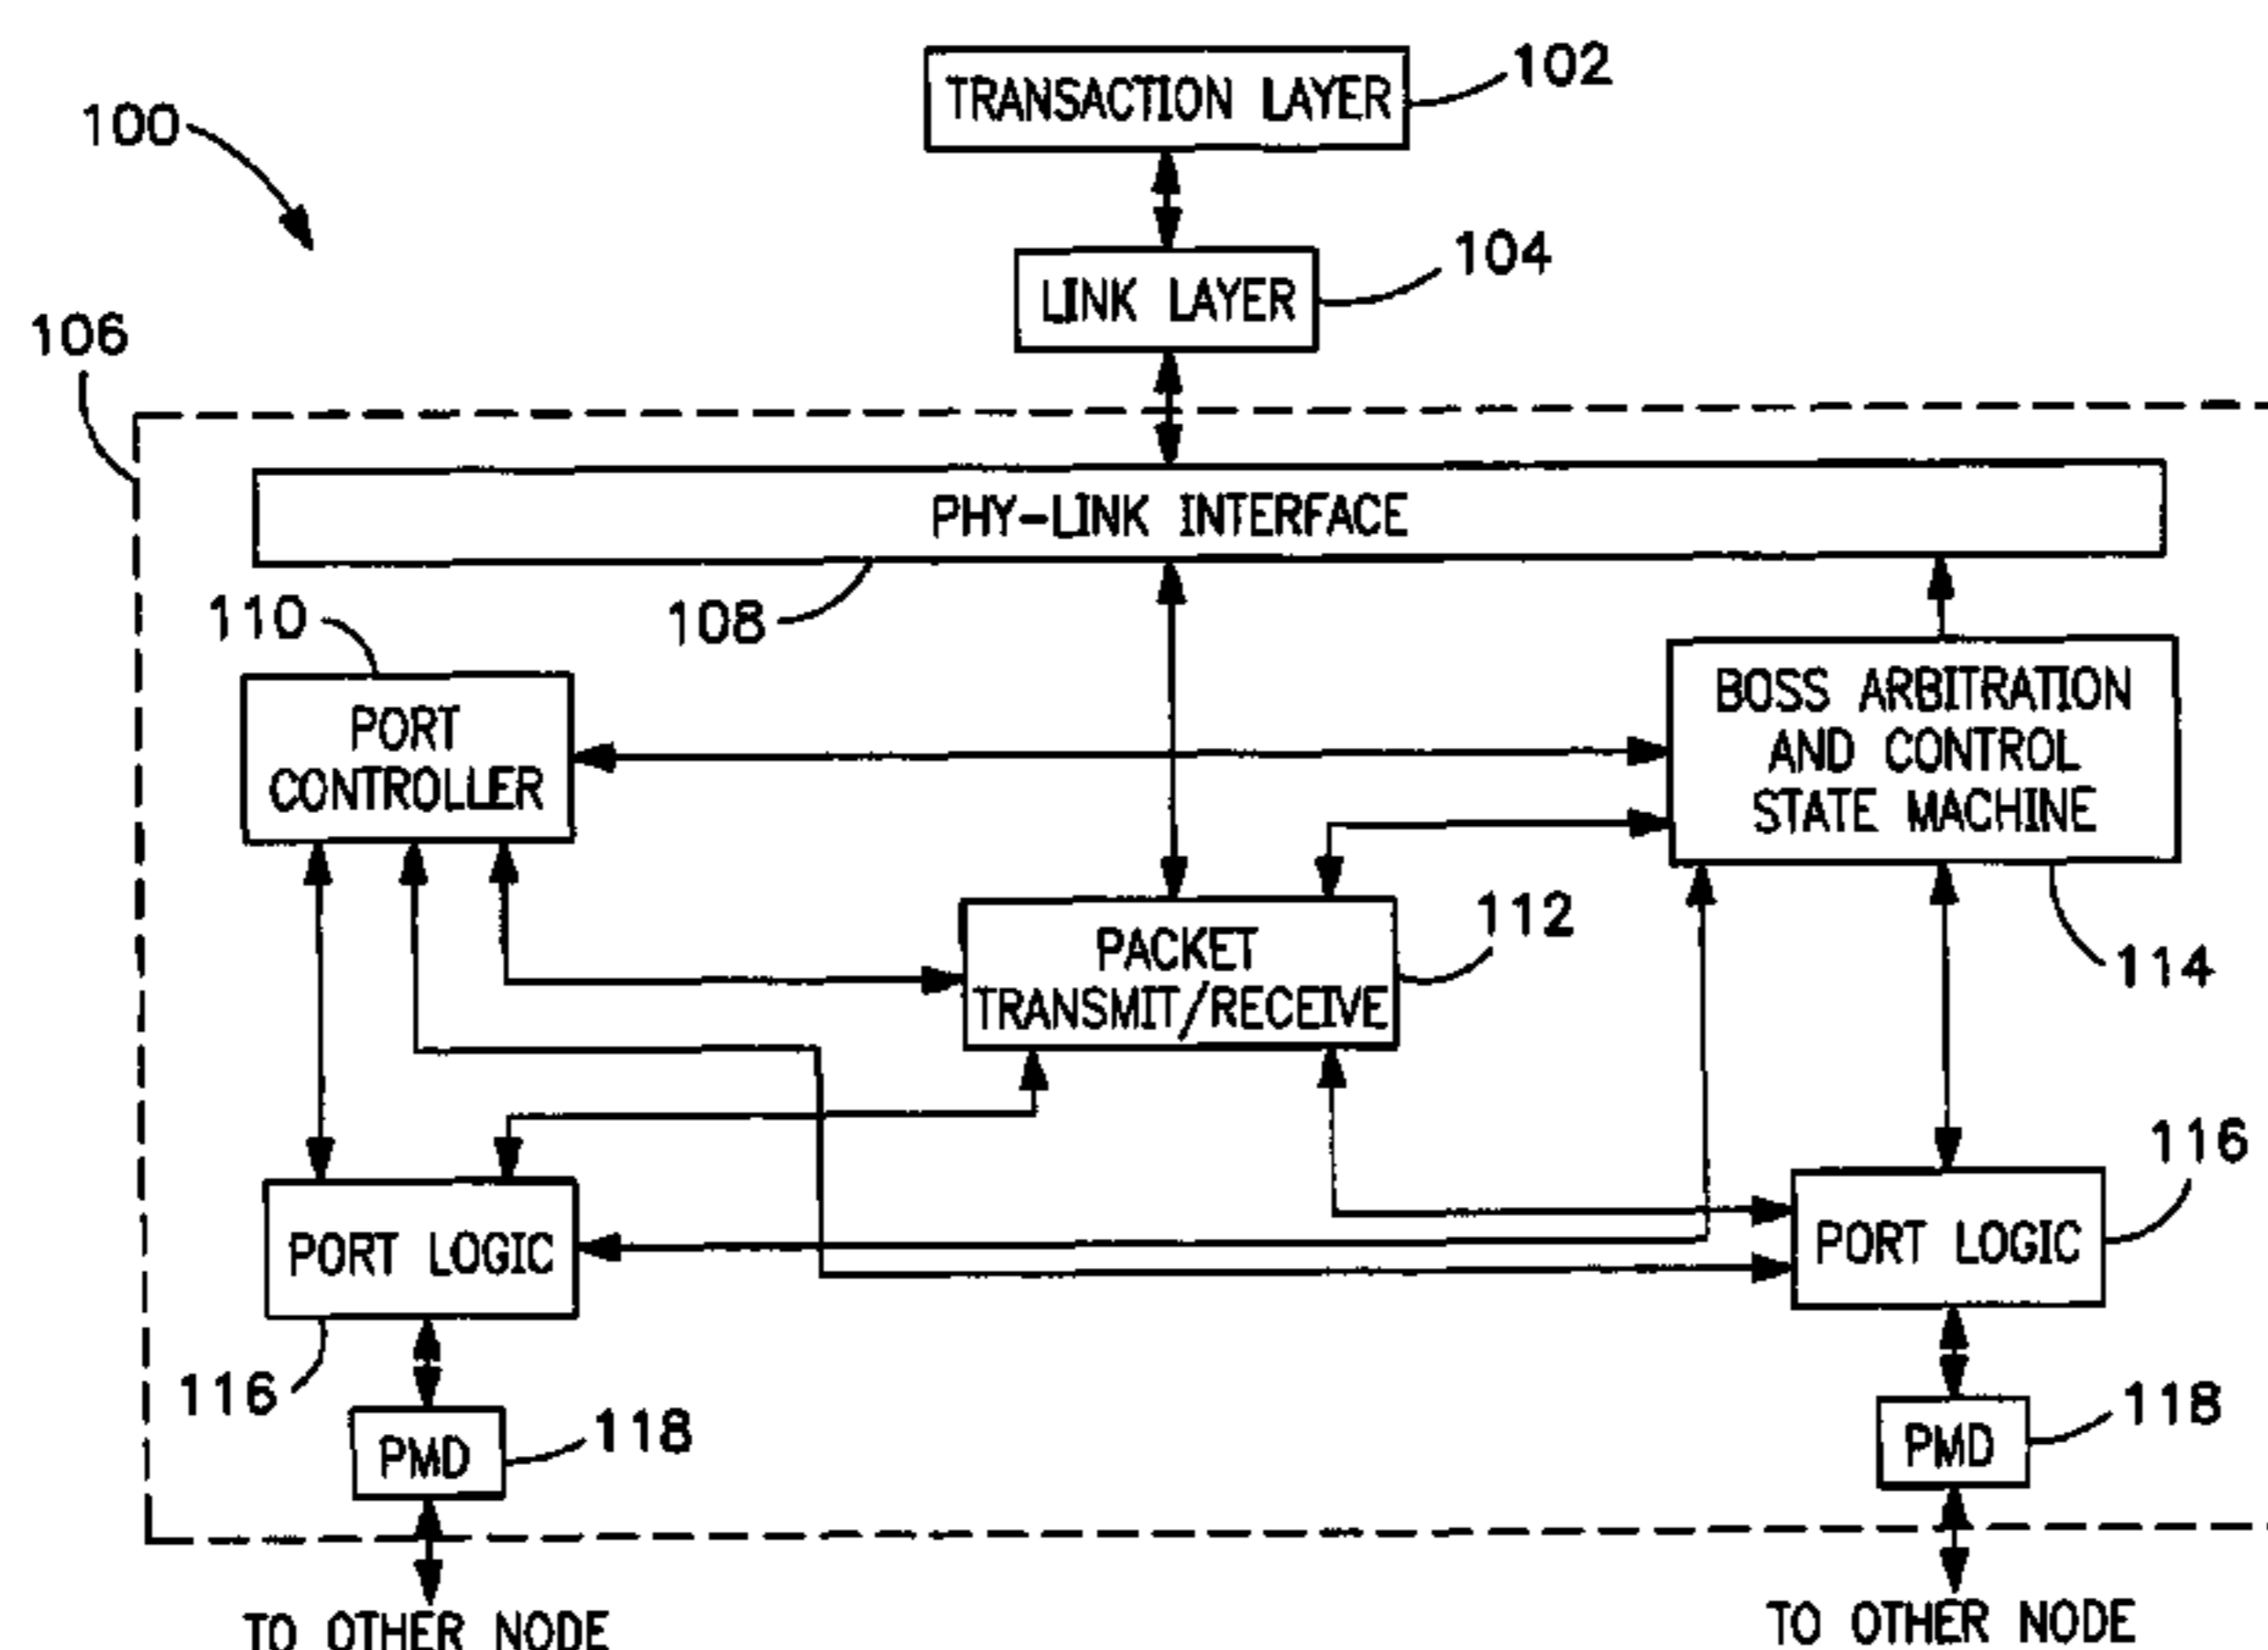 TRANSACTION LAYER
102
100
LINK LAYER
104
106
PHY-LINK INTERFACE
108
110
PORT
CONTROLLER
BOSS ARBITRATION
AND CONTROL
STATE MACHINE
114
PACKET
TRANSMIT/RECEIVE
112
PORT LOGIC
116
PORT LOGIC
116
PMD
118
PMD
118
TO OTHER NODE
TO OTHER NODE